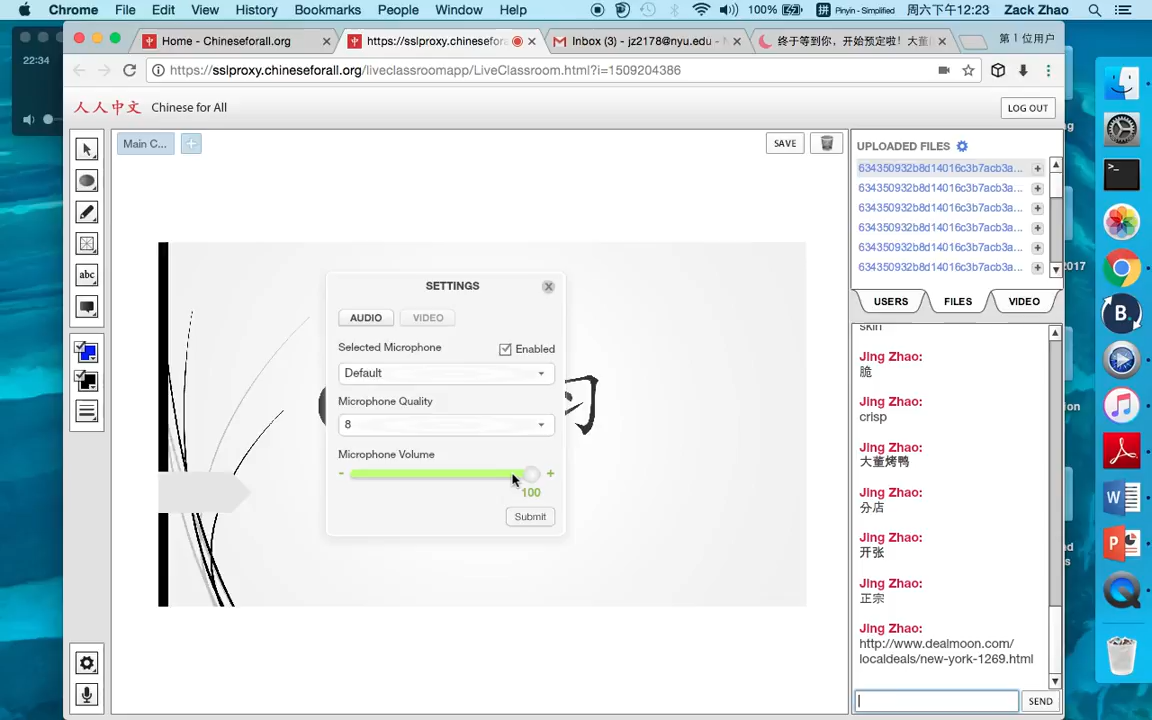 Chrome File Edit View History Bookmarks People Window Help 100% Pinyin - Simplified 周六下午12:23 Zack Zhao
22:34
Home - Chineseforall.org
https://sslproxy.chinesefora
Inbox (3) - jz2178@nyu.edu -
终于等到你，开始预定啦！大董
第 1 位用户
https://sslproxy.chineseforall.org/liveclassroomapp/LiveClassroom.html?i=1509204386
人人中文 Chinese for All
LOG OUT
Main C...
SAVE
UPLOADED FILES
634350932b8d14016c3b7acb3a...
634350932b8d14016c3b7acb3a...
634350932b8d14016c3b7acb3a...
634350932b8d14016c3b7acb3a...
634350932b8d14016c3b7acb3a...
634350932b8d14016c3b7acb3a...
USERS FILES VIDEO
abc
SETTINGS
AUDIO VIDEO
Selected Microphone Enabled
Default
Microphone Quality
8
Microphone Volume
- +
100
Submit
skin
Jing Zhao:
脆
Jing Zhao:
crisp
Jing Zhao:
大董烤鸭
Jing Zhao:
分店
Jing Zhao:
开张
Jing Zhao:
正宗
Jing Zhao:
http://www.dealmoon.com/
localdeals/new-york-1269.html
SEND
2017